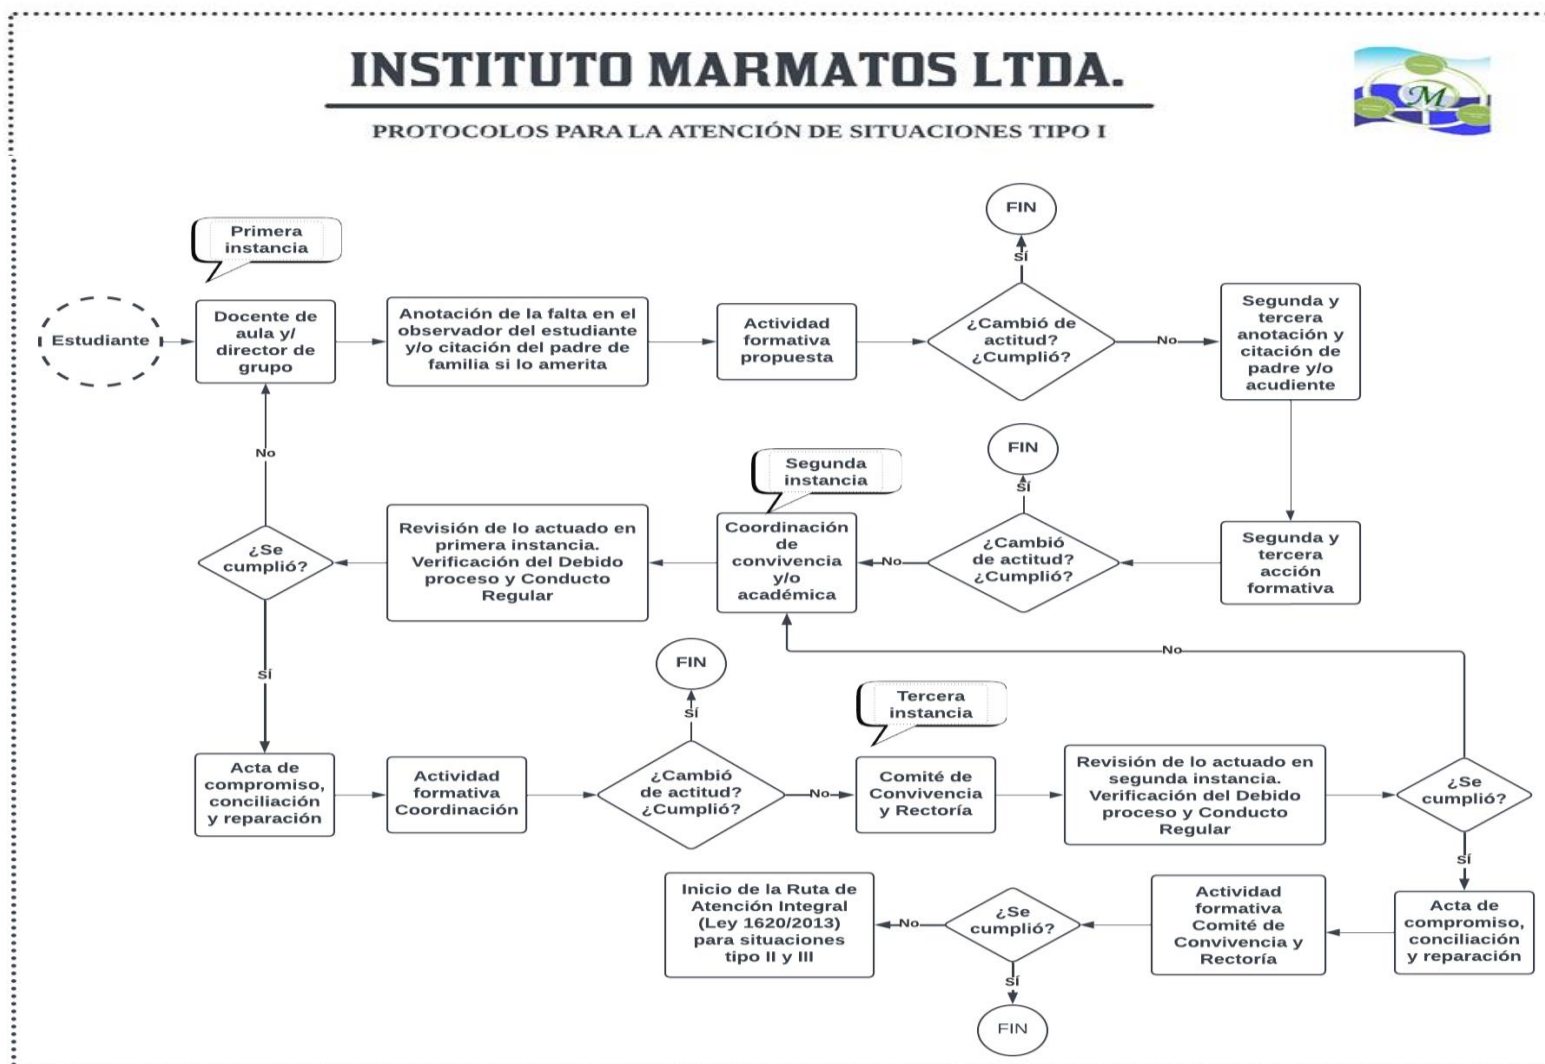 INSTITUTO MARMATOS LTDA.
PROTOCOLOS PARA LA ATENCIÓN DE SITUACIONES TIPO I
M
Primera
instancia
Estudiante
Docente de
aula y/
director de
grupo
Anotación de la falta en el
observador del estudiante
y/o citación del padre de
familia si lo amerita
Actividad
formativa
propuesta
¿Cambió de
actitud?
¿Cumplió?
SÍ
FIN
No
Segunda y
tercera
anotación y
citación de
padre y/o
acudiente
Segunda y
tercera
acción
formativa
¿Cambió
de actitud?
¿Cumplió?
SÍ
FIN
No
Segunda
instancia
Coordinación
de
convivencia
y/o
académica
Revisión de lo actuado en
primera instancia.
Verificación del Debido
proceso y Conducto
Regular
¿Se
cumplió?
No
SÍ
Acta de
compromiso,
conciliación
y reparación
Actividad
formativa
Coordinación
¿Cambió
de actitud?
¿Cumplió?
SÍ
FIN
No
Tercera
instancia
Comité de
Convivencia
y Rectoría
Revisión de lo actuado en
segunda instancia.
Verificación del Debido
proceso y Conducto
Regular
¿Se
cumplió?
No
SÍ
Acta de
compromiso,
conciliación
y reparación
Actividad
formativa
Comité de
Convivencia y
Rectoría
¿Se
cumplió?
No
SÍ
FIN
Inicio de la Ruta de
Atención Integral
(Ley 1620/2013)
para situaciones
tipo II y III